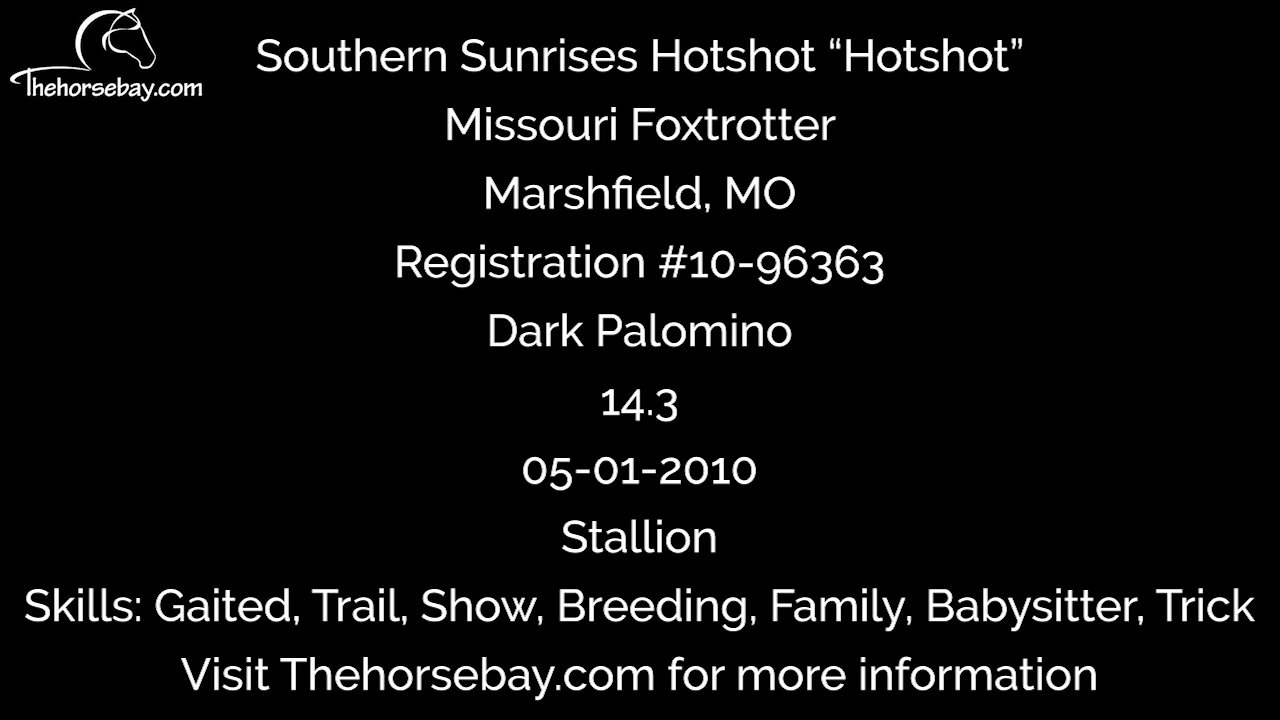 Thehorsebay.com
Southern Sunrises Hotshot “Hotshot”
Missouri Foxtrotter
Marshfield, MO
Registration #10-96363
Dark Palomino
14.3
05-01-2010
Stallion
Skills: Gaited, Trail, Show, Breeding, Family, Babysitter, Trick
Visit Thehorsebay.com for more information